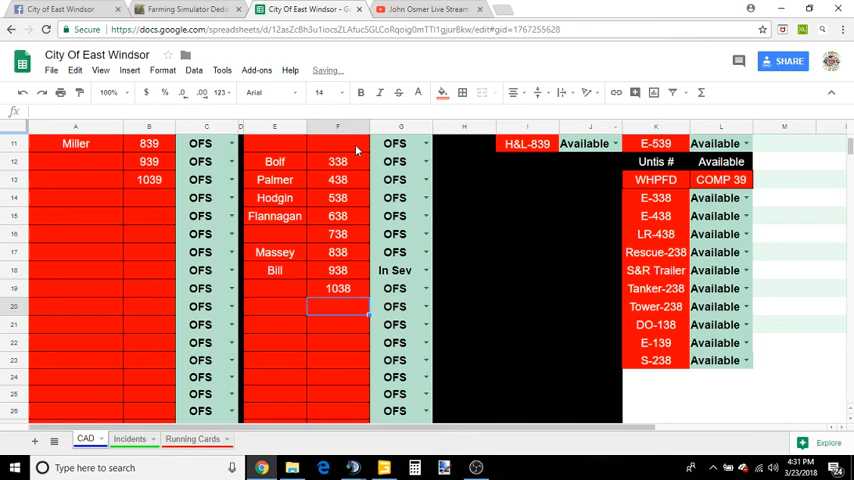 City of East Windsor
Farming Simulator Dedic
City Of East Windsor - G
John Osmer Live Stream
Secure
https://docs.google.com/spreadsheets/d/12asZcBh3u1iocsZLAfucSGLCoRqoig0mTTI1jur8kw/edit#gid=1767255628
City Of East Windsor
File Edit View Insert Format Data Tools Add-ons Help Saving...
SHARE
100% $ % .0 .00 123 Arial 14 B I S A
fx
A B C D E F G H I J K L M
11 Miller 839 OFS OFS H&L-839 Available E-539 Available
12 939 OFS Bolf 338 OFS Untis # Available
13 1039 OFS Palmer 438 OFS WHPFD COMP 39
14 OFS Hodgin 538 OFS E-338 Available
15 OFS Flannagan 638 OFS E-438 Available
16 OFS 738 OFS LR-438 Available
17 OFS Massey 838 OFS Rescue-238 Available
18 OFS Bill 938 In Sev S&R Trailer Available
19 OFS 1038 OFS Tanker-238 Available
20 OFS OFS Tower-238 Available
21 OFS OFS DO-138 Available
22 OFS OFS E-139 Available
23 OFS OFS S-238 Available
24 OFS OFS
25 OFS OFS
26 OFS OFS
CAD Incidents Running Cards
Explore
Type here to search
4:31 PM
3/23/2018
24